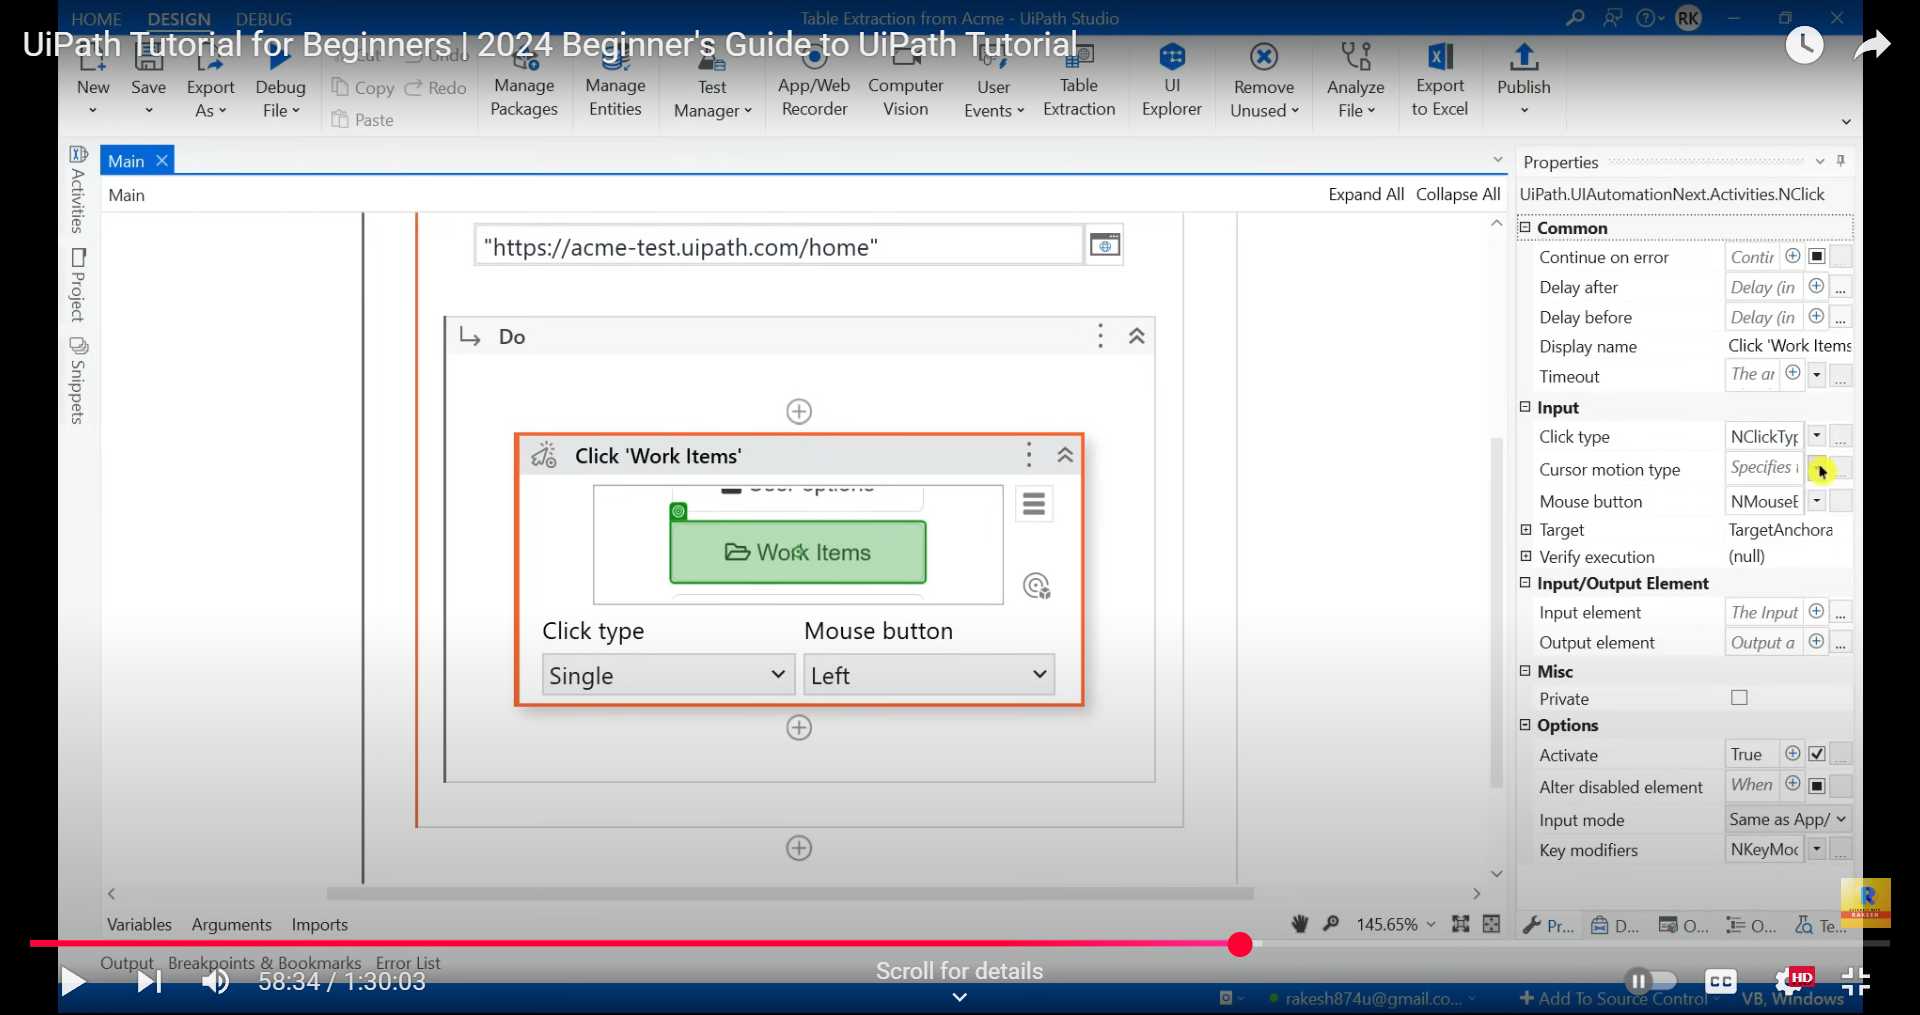 HOME DESIGN DEBUG
Table Extraction from Acme - UiPath Studio
RK
UiPath Tutorial for Beginners | 2024 Beginner's Guide to UiPath Tutorial
New
Save
Export As
Debug File
Cut
Undo
Copy
Redo
Paste
Manage Packages
Manage Entities
Test Manager
App/Web Recorder
Computer Vision
User Events
Table Extraction
UI Explorer
Remove Unused
Analyze File
Export to Excel
Publish
Activities
Project
Snippets
Main
Main
Expand All Collapse All
"https://acme-test.uipath.com/home"
Do
Click 'Work Items'
User options
Work Items
Click type
Mouse button
Single
Left
Properties
UiPath.UIAutomationNext.Activities.NClick
Common
Continue on error Contir
Delay after Delay (in ...
Delay before Delay (in ...
Display name Click 'Work Items
Timeout The ar ...
Input
Click type NClickTyp ...
Cursor motion type Specifies
Mouse button NMouseE
Target TargetAnchora
Verify execution (null)
Input/Output Element
Input element The Input ...
Output element Output a ...
Misc
Private
Options
Activate True ...
Alter disabled element When
Input mode Same as App/
Key modifiers NKeyMoc ...
Variables Arguments Imports
145.65%
Pr... D... O... O... Te...
R
RAKESH
Output Breakpoints & Bookmarks Error List
58:34 / 1:30:03
Scroll for details
CC
HD
rakesh874u@gmail.co...
Add To Source Control
VB, Windows